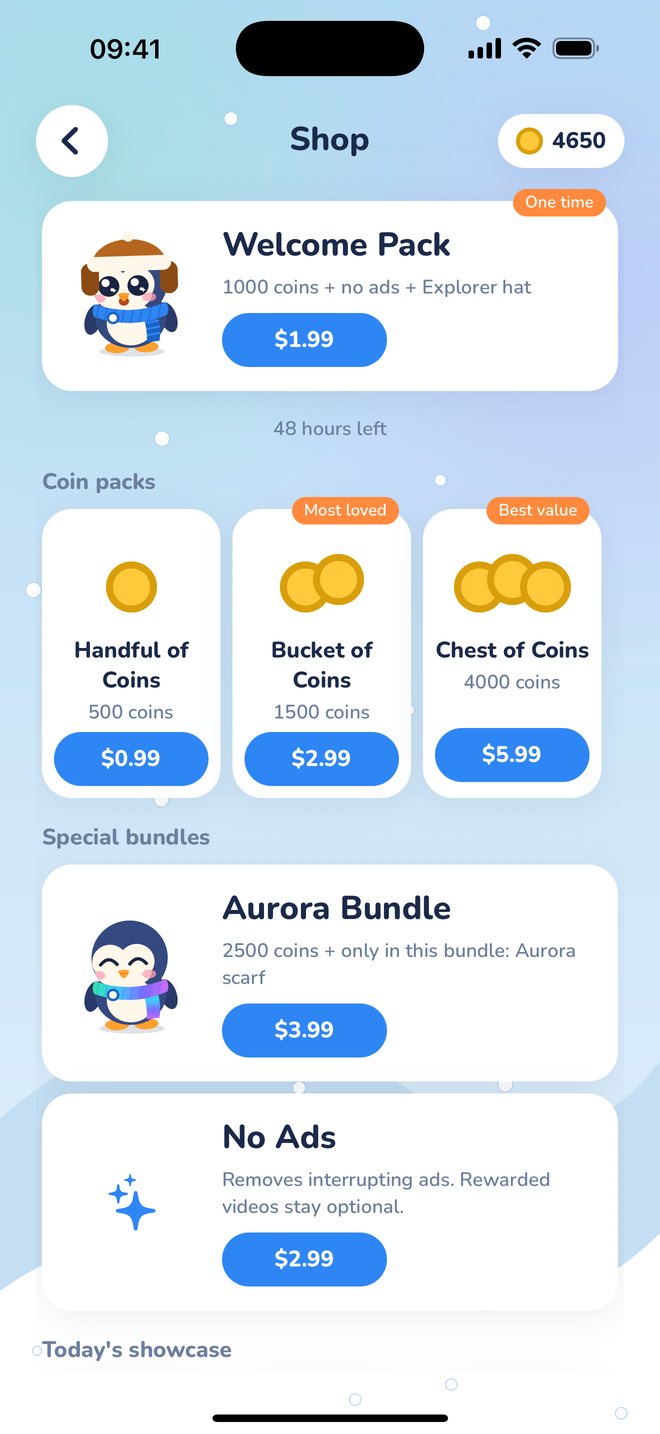 09:41
Shop
4650
One time
Welcome Pack
1000 coins + no ads + Explorer hat
$1.99
48 hours left
Coin packs
Handful of
Coins
500 coins
$0.99
Most loved
Bucket of
Coins
1500 coins
$2.99
Best value
Chest of Coins
4000 coins
$5.99
Special bundles
Aurora Bundle
2500 coins + only in this bundle: Aurora
scarf
$3.99
No Ads
Removes interrupting ads. Rewarded
videos stay optional.
$2.99
Today's showcase